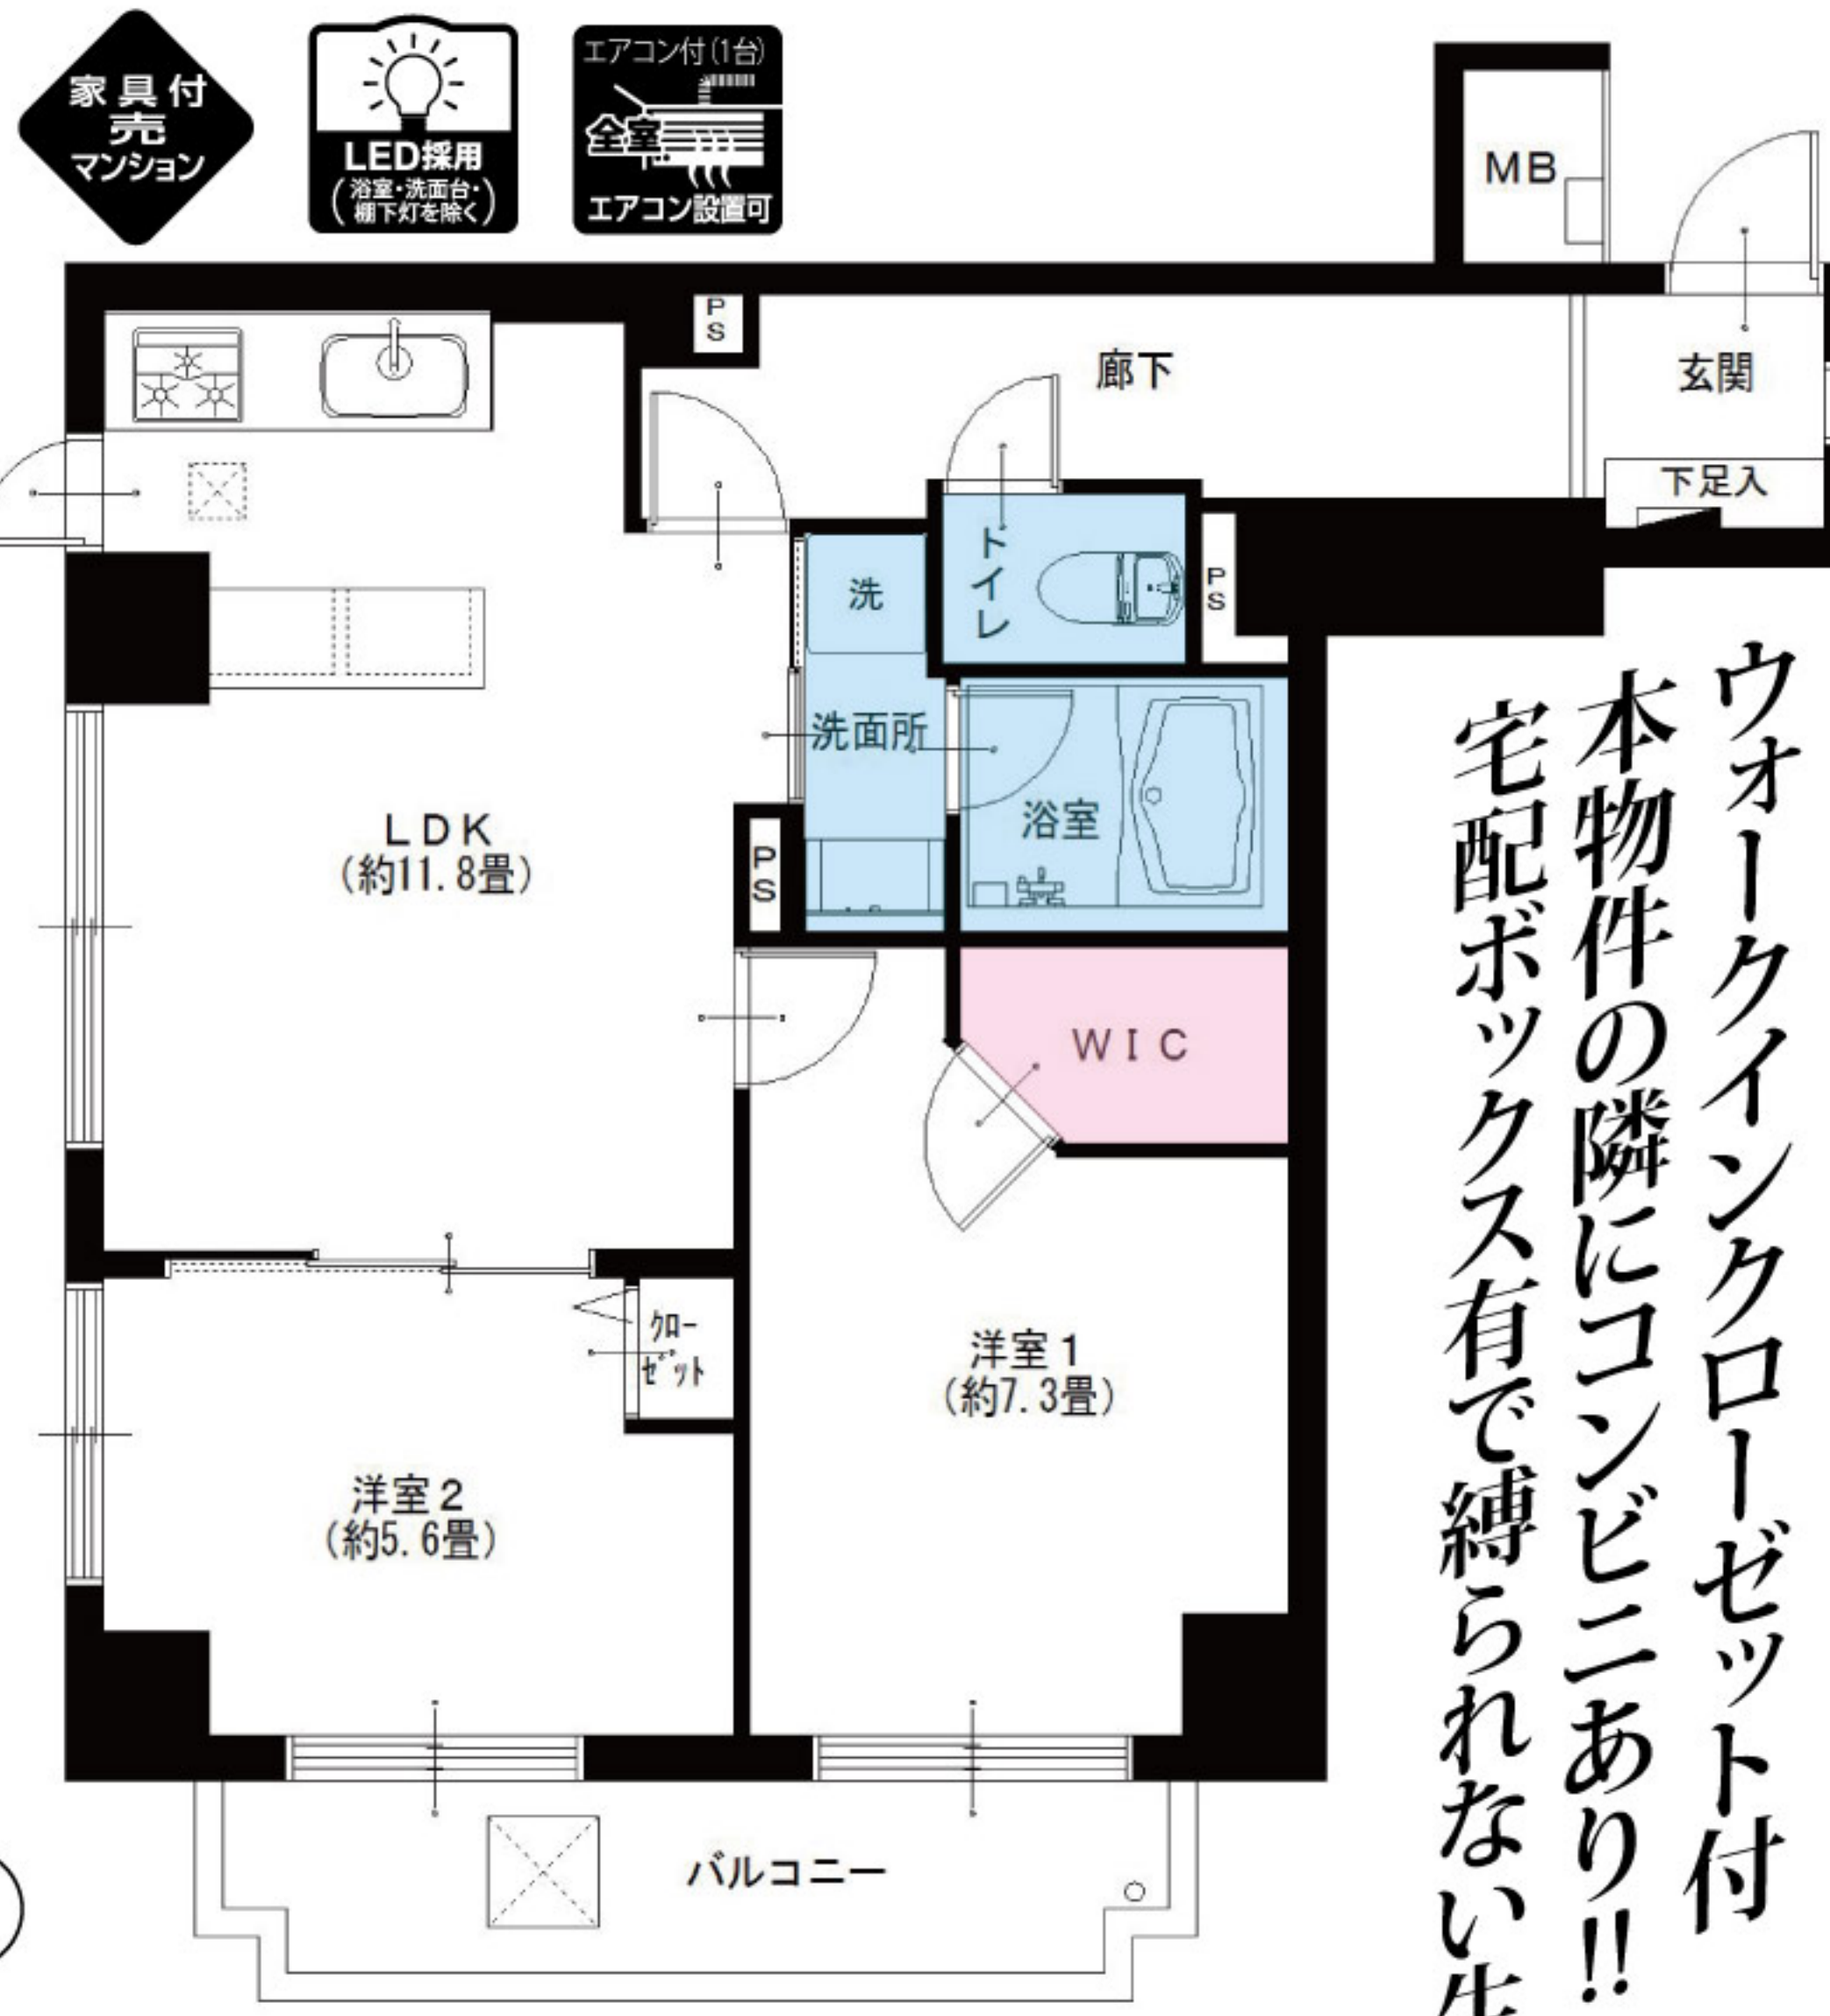 家具付
売
マンション
LED採用
(浴室・洗面台・
棚下灯を除く)
エアコン付(1台)
全室
エアコン設置可
MB
PS
廊下
玄関
下足入
トイレ
PS
洗
洗面所
浴室
PS
LDK
(約11.8畳)
WIC
クロー
ゼット
洋室1
(約7.3畳)
洋室2
(約5.6畳)
バルコニー
ウォークインクローゼット付
本物件の隣にコンビニあり!!
宅配ボックス有で縛られない生